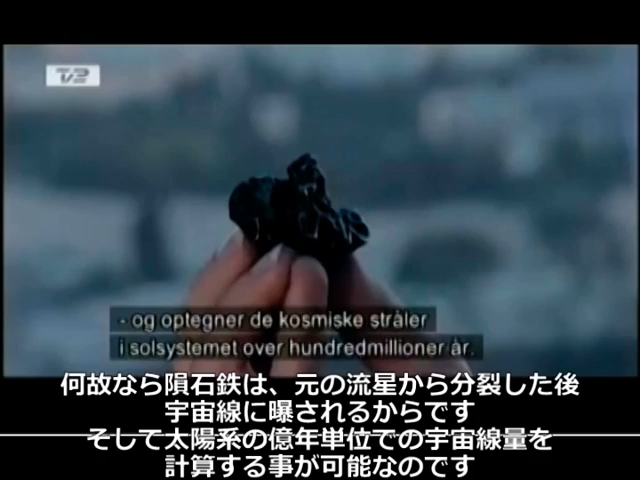 TV2
- og optegner de kosmiske stråler
i solsystemet over hundredmillioner år.
何故なら隕石鉄は、元の流星から分裂した後
宇宙線に曝されるからです
そして太陽系の億年単位での宇宙線量を
計算する事が可能なのです